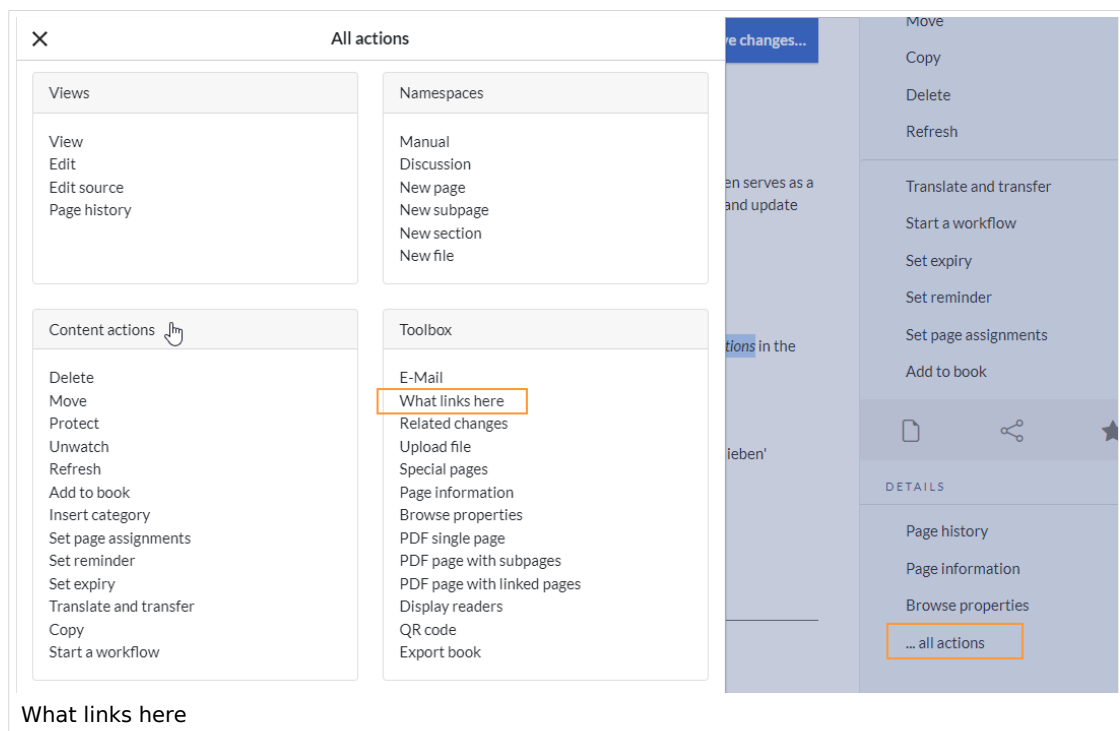 All actions
Views
View
Edit
Edit source
Page history
Namespaces
Manual
Discussion
New page
New subpage
New section
New file
Content actions
Delete
Move
Protect
Unwatch
Refresh
Add to book
Insert category
Set page assignments
Set reminder
Set expiry
Translate and transfer
Copy
Start a workflow
Toolbox
E-Mail
What links here
Related changes
Upload file
Special pages
Page information
Browse properties
PDF single page
PDF page with subpages
PDF page with linked pages
Display readers
QR code
Export book
changes...
serves as a
and update
in the
Move
Copy
Delete
Refresh
Translate and transfer
Start a workflow
Set expiry
Set reminder
Set page assignments
Add to book
DETAILS
Page history
Page information
Browse properties
... all actions
What links here